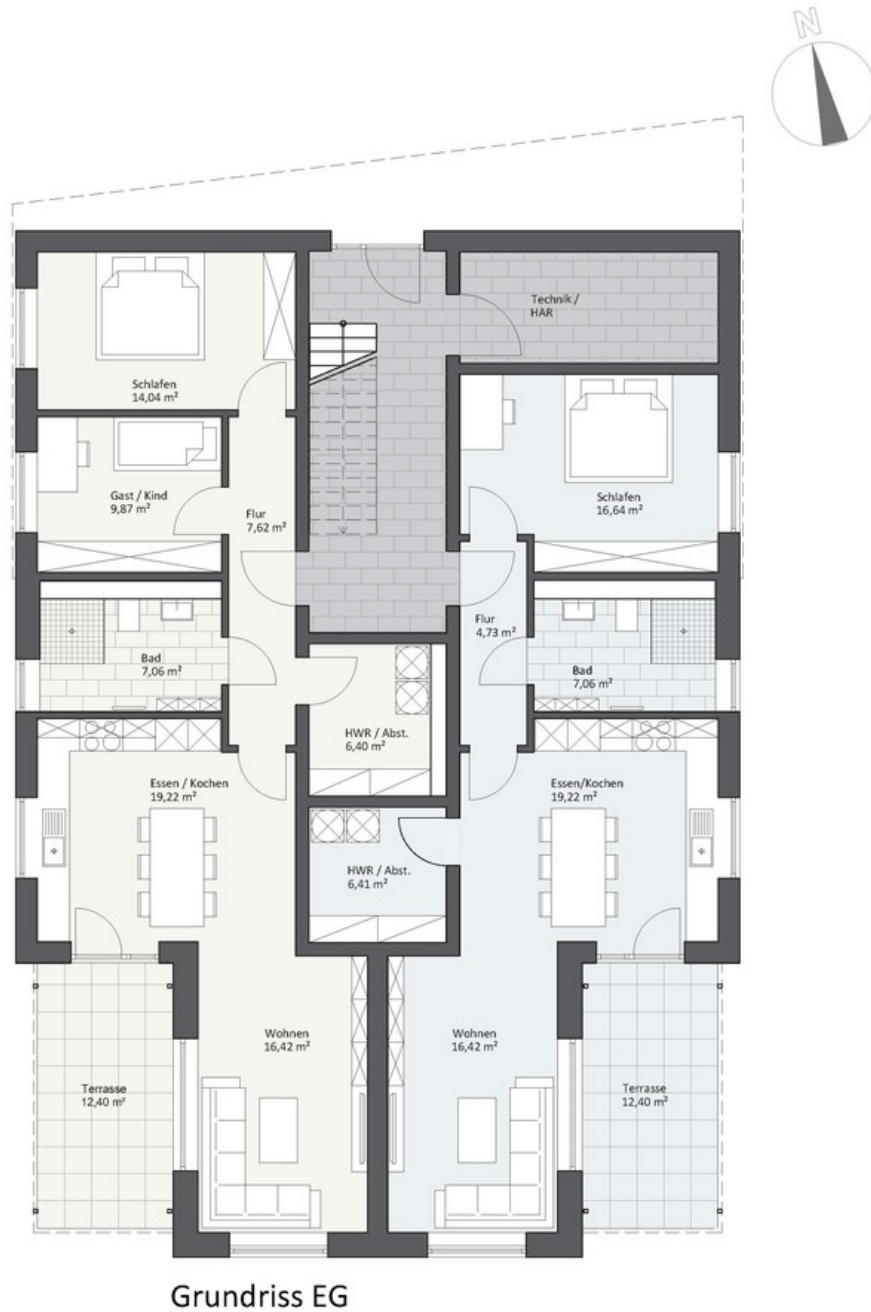 N
Technik /
HAR
Schlafen
14,04 m²
Schlafen
16,64 m²
Gast / Kind
9,87 m²
Flur
7,62 m²
Flur
4,73 m²
Bad
7,06 m²
Bad
7,06 m²
HWR / Abst.
6,40 m²
Essen / Kochen
19,22 m²
Essen/Kochen
19,22 m²
HWR / Abst.
6,41 m²
Wohnen
16,42 m²
Wohnen
16,42 m²
Terrasse
12,40 m²
Terrasse
12,40 m²
Grundriss EG